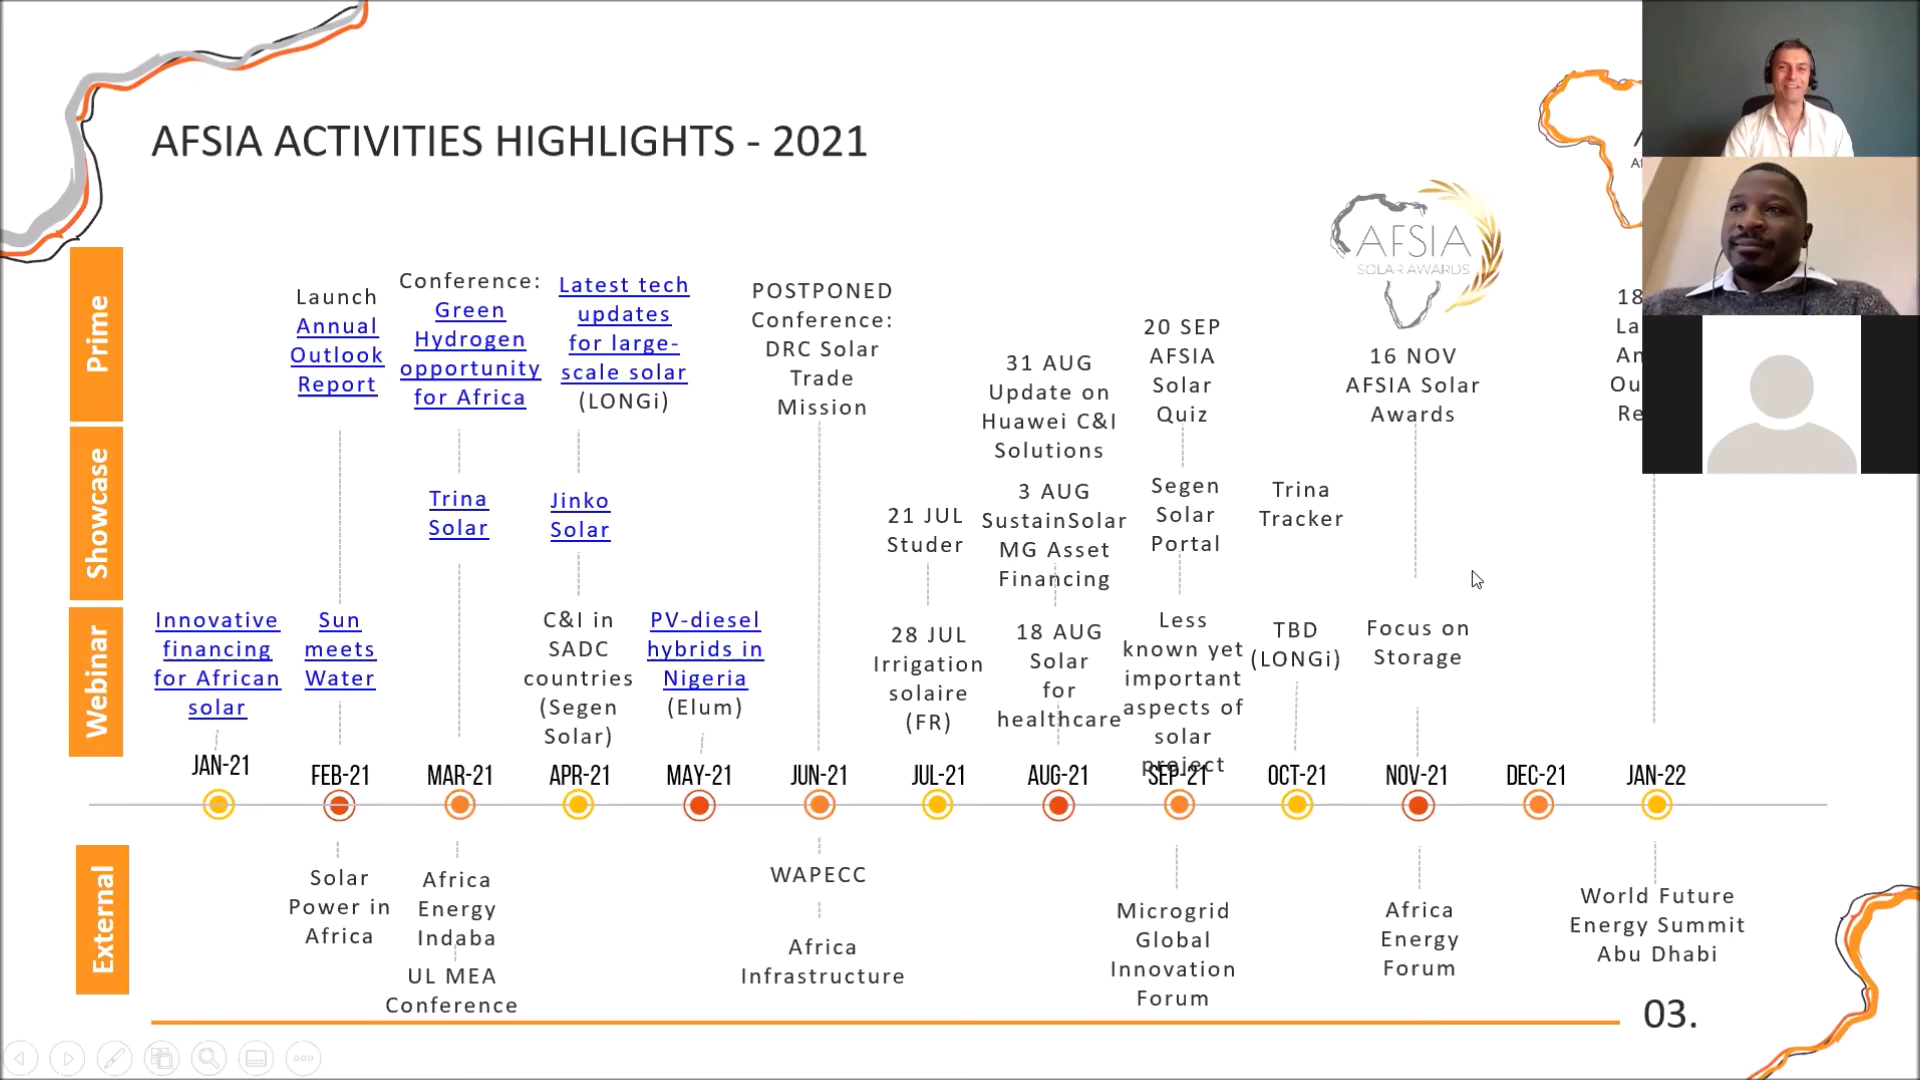 AFSIA ACTIVITIES HIGHLIGHTS - 2021
AFSIA
SOLAR AWARDS
Prime
Launch
Annual
Outlook
Report
Conference:
Green
Hydrogen
opportunity
for Africa
Latest tech
updates
for large-
scale solar
(LONGi)
POSTPONED
Conference:
DRC Solar
Trade
Mission
31 AUG
Update on
Huawei C&I
Solutions
20 SEP
AFSIA
Solar
Quiz
16 NOV
AFSIA Solar
Awards
18
La
An
Ou
Re
Showcase
Trina
Solar
Jinko
Solar
21 JUL
Studer
3 AUG
SustainSolar
MG Asset
Financing
Segen
Solar
Portal
Trina
Tracker
Webinar
Innovative
financing
for African
solar
Sun
meets
Water
C&I in
SADC
countries
(Segen
Solar)
PV-diesel
hybrids in
Nigeria
(Elum)
28 JUL
Irrigation
solaire
(FR)
18 AUG
Solar
for
healthcare
Less
known yet
important
aspects of
solar
project
TBD
(LONGi)
Focus on
Storage
JAN-21
FEB-21
MAR-21
APR-21
MAY-21
JUN-21
JUL-21
AUG-21
SEP-21
OCT-21
NOV-21
DEC-21
JAN-22
External
Solar
Power in
Africa
Africa
Energy
Indaba
UL MEA
Conference
WAPECC
Africa
Infrastructure
Microgrid
Global
Innovation
Forum
Africa
Energy
Forum
World Future
Energy Summit
Abu Dhabi
03.